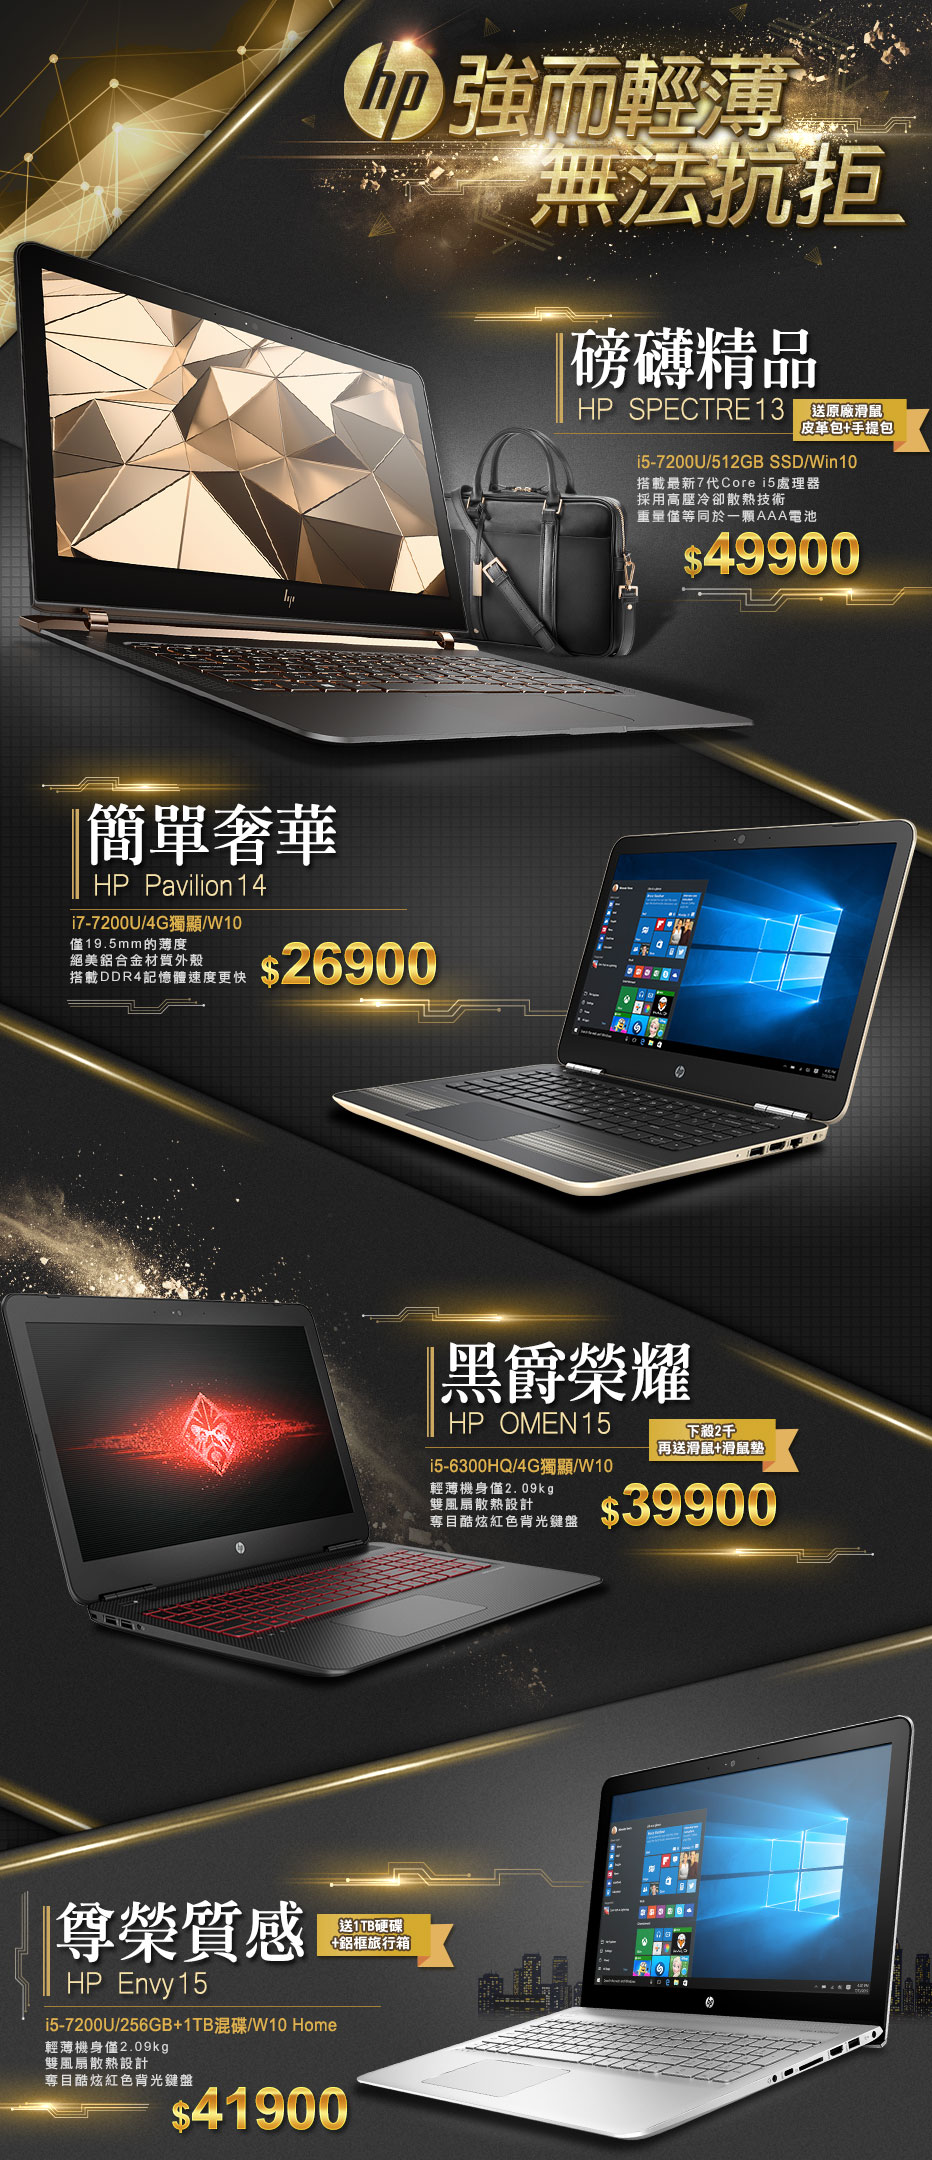 hp 強而輕薄
無法抗拒
磅礴精品
HP SPECTRE13
送原廠滑鼠
皮革包+手提包
i5-7200U/512GB SSD/Win10
搭載最新7代Core i5處理器
採用高壓冷卻散熱技術
重量僅等同於一顆AAA電池
$49900
hp
簡單奢華
HP Pavilion14
i7-7200U/4G獨顯/W10
僅19.5mm的薄度
絕美鋁合金材質外殼
搭載DDR4記憶體速度更快
$26900
hp
黑爵榮耀
HP OMEN15
下殺2千
再送滑鼠+滑鼠墊
i5-6300HQ/4G獨顯/W10
輕薄機身僅2.09kg
雙風扇散熱設計
奪目酷炫紅色背光鍵盤
$39900
hp
尊榮質感
HP Envy15
送1TB硬碟
+鋁框旅行箱
i5-7200U/256GB+1TB混碟/W10 Home
輕薄機身僅2.09kg
雙風扇散熱設計
奪目酷炫紅色背光鍵盤
$41900
hp